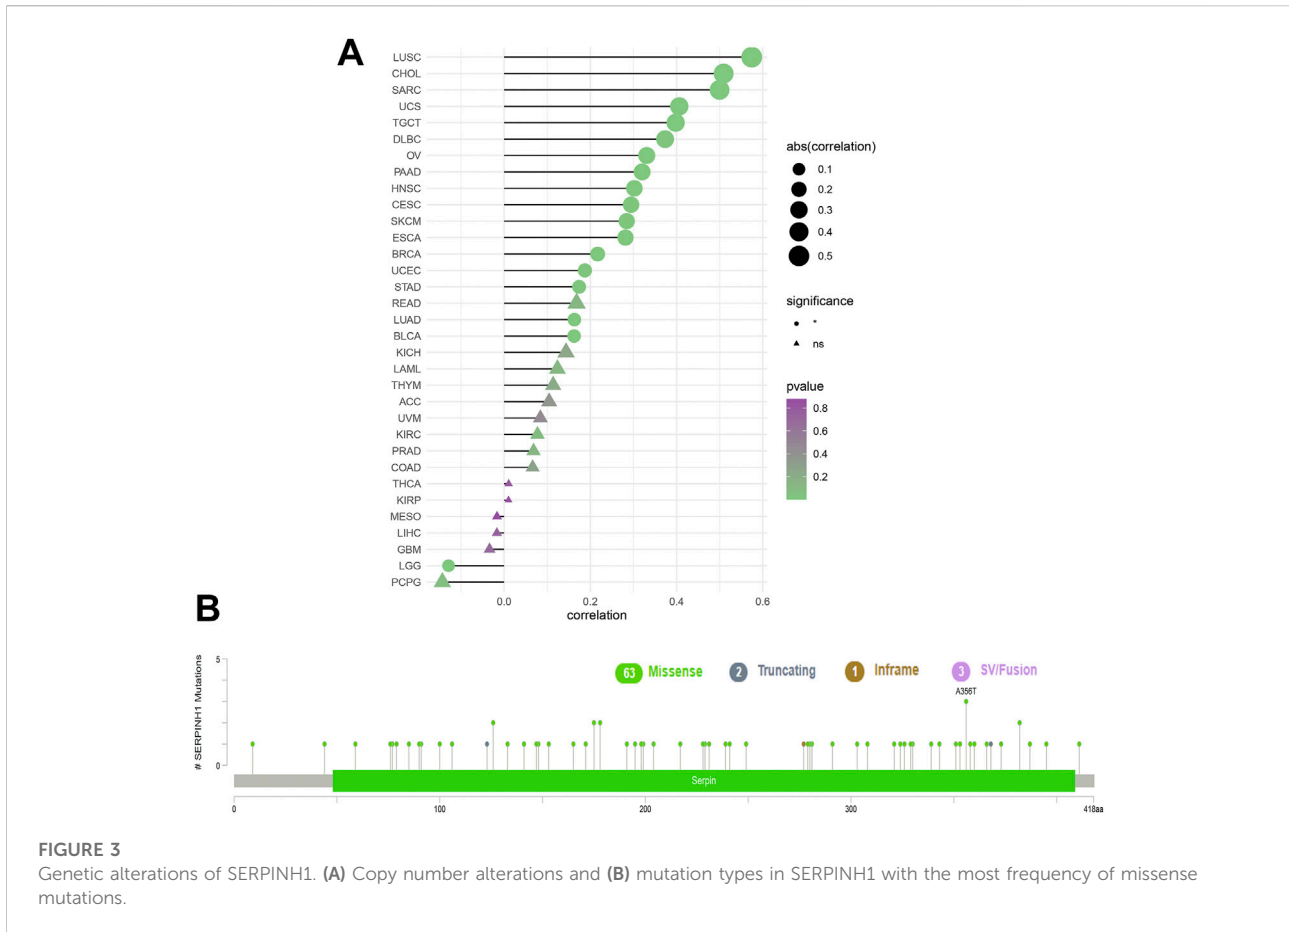 A
LUSC
CHOL
SARC
UCS
TGCT
DLBC
OV
PAAD
HNSC
CESC
SKCM
ESCA
BRCA
UCEC
STAD
READ
LUAD
BLCA
KICH
LAML
THYM
ACC
UVM
KIRC
PRAD
COAD
THCA
KIRP
MESO
LIHC
GBM
LGG
PCPG
0.0 0.2 0.4 0.6
correlation
abs(correlation)
0.1
0.2
0.3
0.4
0.5
significance
*
ns
pvalue
0.8
0.6
0.4
0.2
B
# SERPINH1 Mutations
5
0
63 Missense 2 Truncating 1 Inframe 3 SV/Fusion
A356T
Serpin
0 100 200 300 418aa
FIGURE 3
Genetic alterations of SERPINH1. (A) Copy number alterations and (B) mutation types in SERPINH1 with the most frequency of missense
mutations.